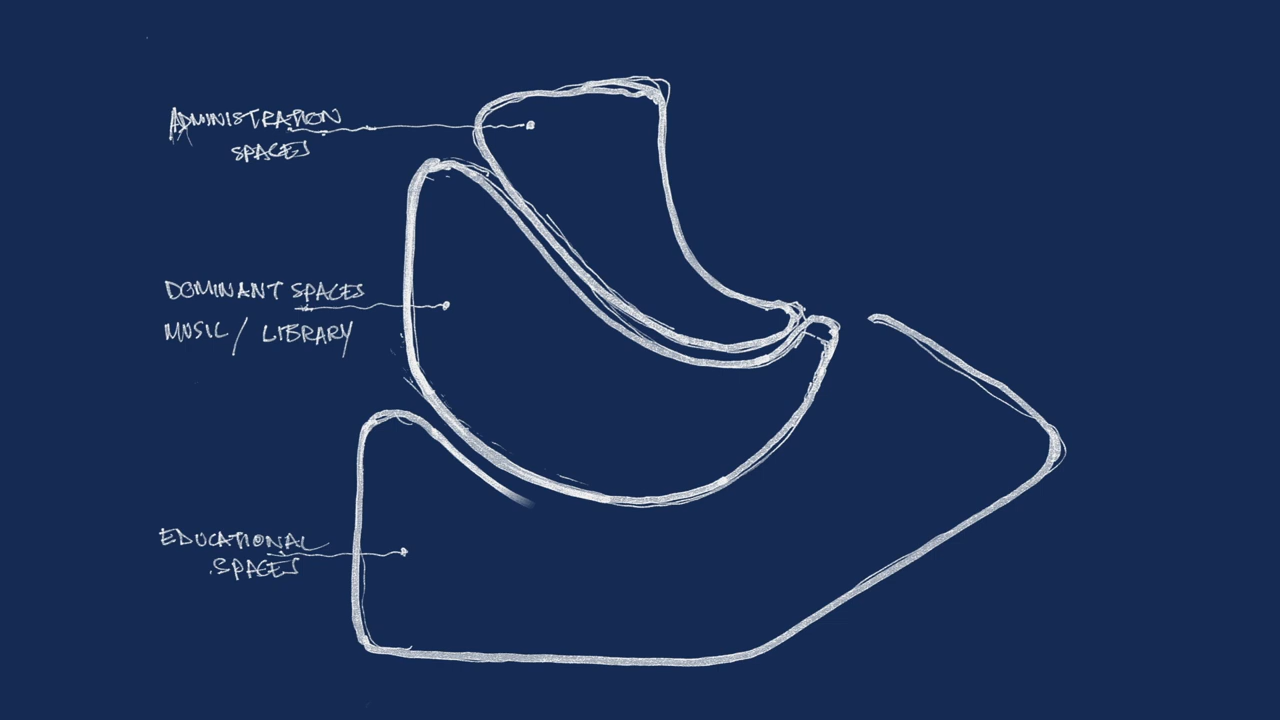 ADMINISTRATION
SPACES
DOMINANT SPACES
MUSIC / LIBRARY
EDUCATIONAL
SPACES